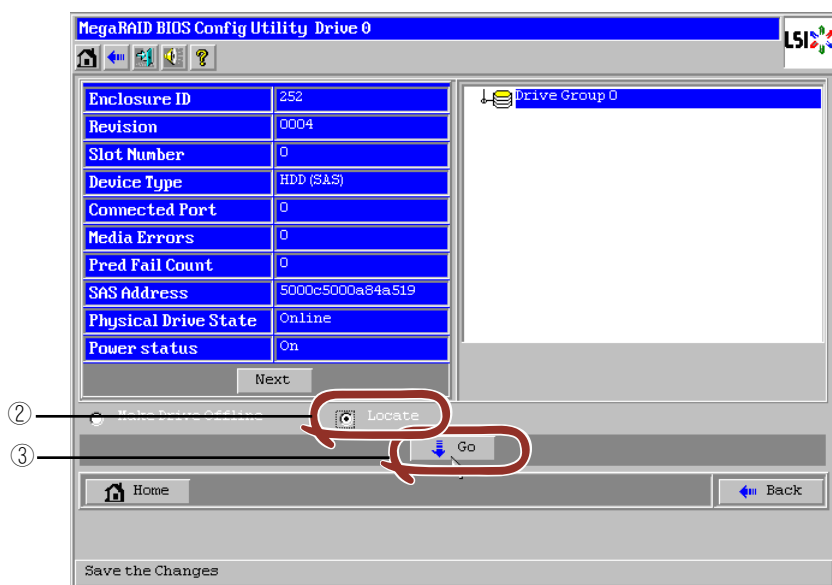 MegaRAID BIOS Config Utility Drive 0
LSI
Enclosure ID 252
Revision 0004
Slot Number 0
Device Type HDD (SAS)
Connected Port 0
Media Errors 0
Pred Fail Count 0
SAS Address 5000c5000a84a519
Physical Drive State Online
Power status On
Next
Drive Group 0
② Make Drive Offline Locate
③ Go
Home Back
Save the Changes